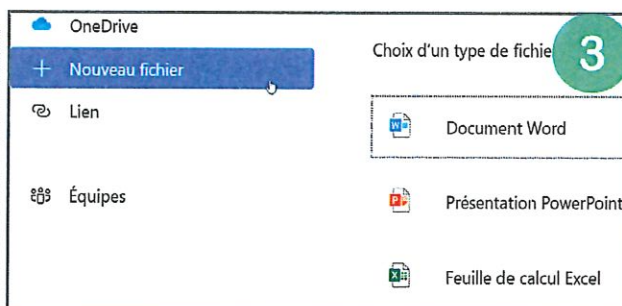 OneDrive
+ Nouveau fichier
Lien
Équipes
Choix d'un type de fichie
3
Document Word
Présentation PowerPoint
Feuille de calcul Excel